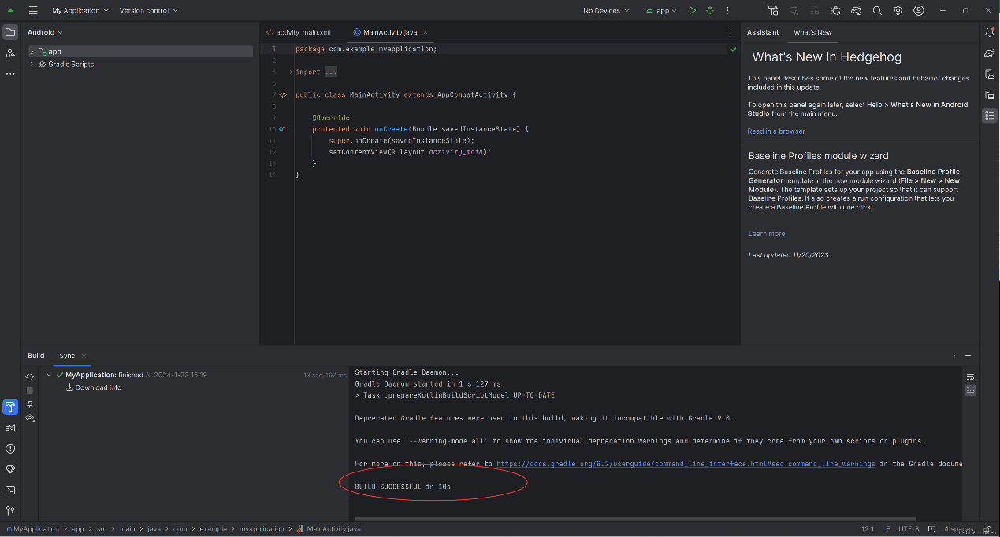 My Application
Version control
No Devices
app
Android
app
Gradle Scripts
activity_main.xml
MainActivity.java
1 package com.example.myapplication;
2
3 import ...
6
7 public class MainActivity extends AppCompatActivity {
8
9 @Override
10 protected void onCreate(Bundle savedInstanceState) {
11 super.onCreate(savedInstanceState);
12 setContentView(R.layout.activity_main);
13 }
14 }
Assistant
What's New
What's New in Hedgehog
This panel describes some of the new features and behavior changes
included in this update.
To open this panel again later, select Help > What's New in Android
Studio from the main menu.
Read in a browser
Baseline Profiles module wizard
Generate Baseline Profiles for your app using the Baseline Profile
Generator template in the new module wizard (File > New > New
Module). The template sets up your project so that it can support
Baseline Profiles. It also creates a run configuration that lets you
create a Baseline Profile with one click.
Learn more
Last updated 11/20/2023
Build
Sync
MyApplication: finished At 2024-1-23 15:19
13 sec, 197 ms
Download info
Starting Gradle Daemon...
Gradle Daemon started in 1 s 127 ms
> Task :prepareKotlinBuildScriptModel UP-TO-DATE
Deprecated Gradle features were used in this build, making it incompatible with Gradle 9.0.
You can use '--warning-mode all' to show the individual deprecation warnings and determine if they come from your own scripts or plugins.
For more on this, please refer to https://docs.gradle.org/8.2/userguide/command_line_interface.html#sec:command_line_warnings in the Gradle docume
BUILD SUCCESSFUL in 10s
MyApplication > app > src > main > java > com > example > myapplication > MainActivity.java
12:1
LF
UTF-8
4 spaces